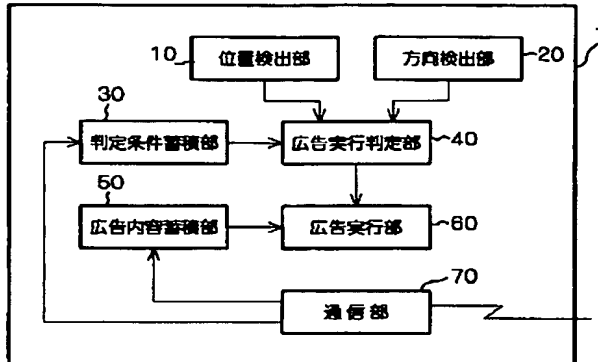 10 位置検出部
方向検出部 20
30
判定条件蓄積部
広告実行判定部 40
50
広告内容蓄積部
広告実行部 60
70
通信部